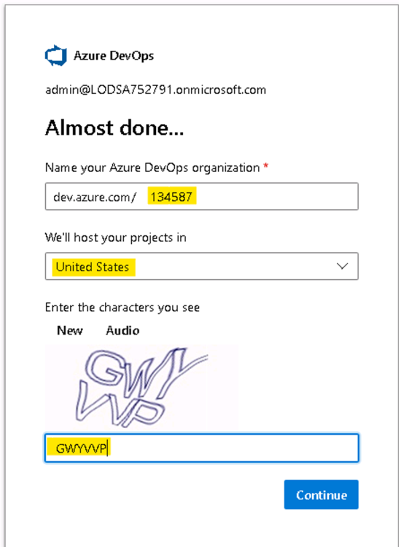 Azure DevOps
admin@LODSA752791.onmicrosoft.com
Almost done...
Name your Azure DevOps organization *
dev.azure.com/ 134587
We'll host your projects in
United States
Enter the characters you see
New Audio
GWY
VVP
GWYVVP
Continue